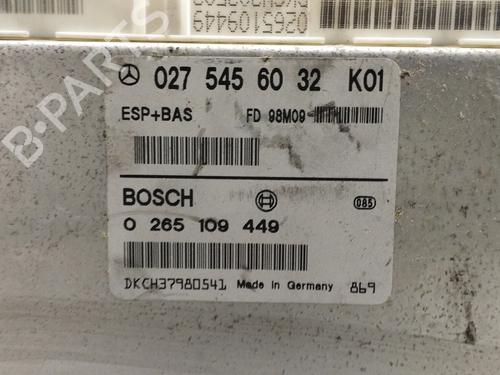 0265109449
027 545 60 32 K01
ESP+BAS FD 98M09
BOSCH 085
0 265 109 449
DKCH37980541 Made in Germany 869
B-PARTS